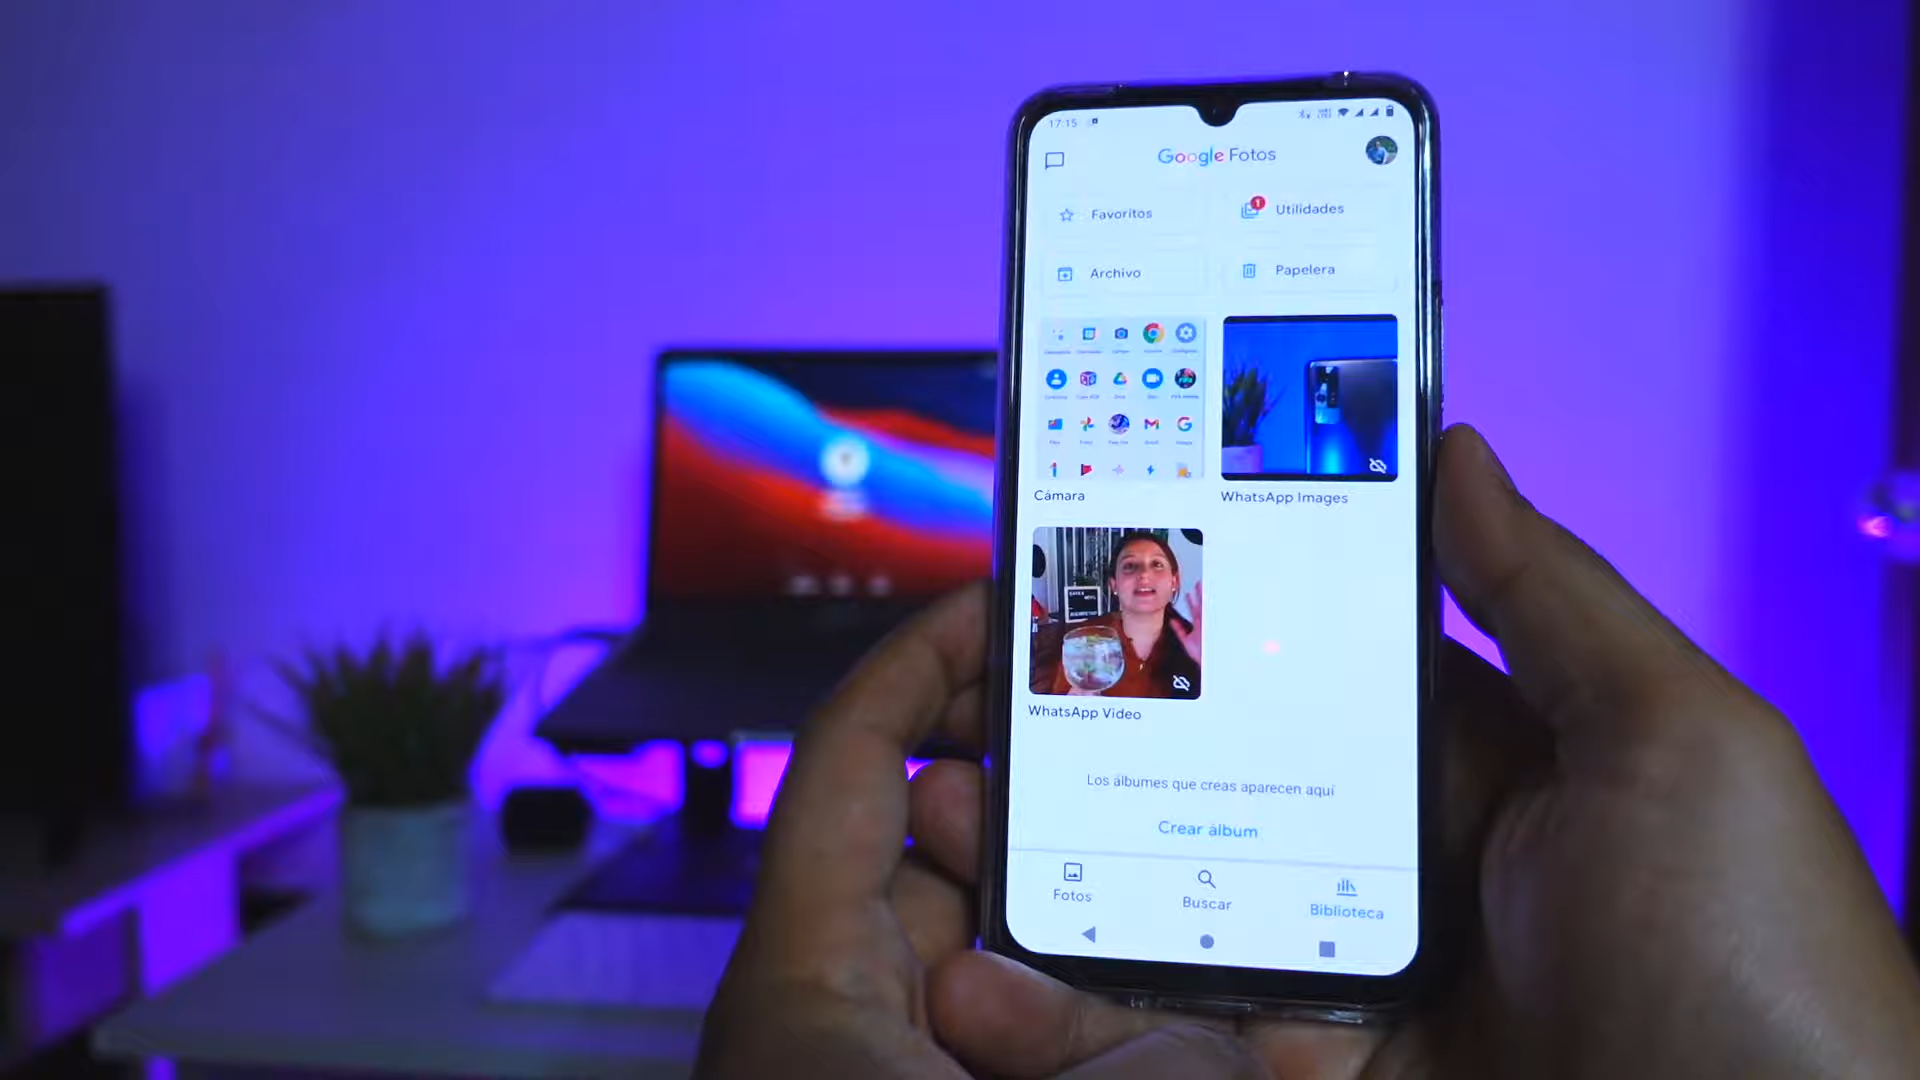 17:15
Google Fotos
Favoritos
1
Utilidades
Archivo
Papelera
Cámara
WhatsApp Images
WhatsApp Video
Los álbumes que creas aparecen aquí
Crear álbum
Fotos
Buscar
Biblioteca